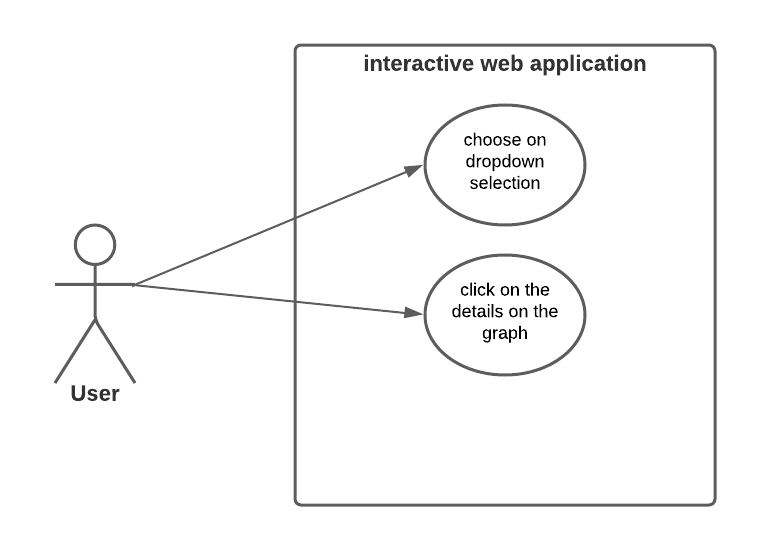 interactive web application
choose on
dropdown
selection
click on the
details on the
graph
User